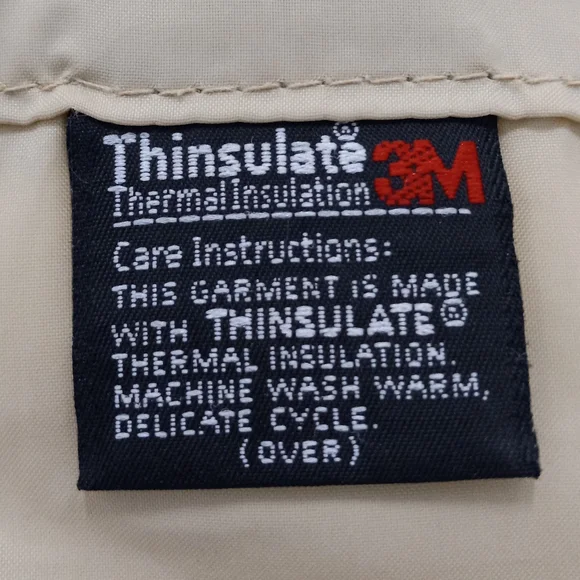 Thinsulate® 3M
Thermal Insulation
Care Instructions:
THIS GARMENT IS MADE
WITH THINSULATE®
THERMAL INSULATION.
MACHINE WASH WARM,
DELICATE CYCLE.
(OVER)